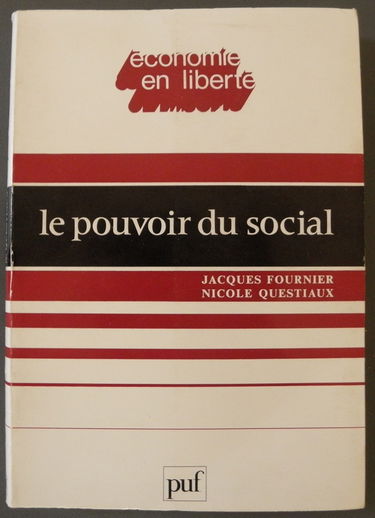 économie
en liberté
le pouvoir du social
JACQUES FOURNIER
NICOLE QUESTIAUX
puf